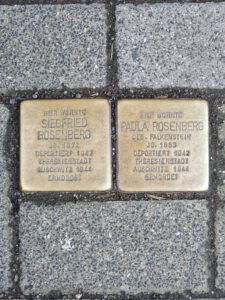 HIER WOHNTE
SIEGFRIED
ROSENBERG
JG. 1872
DEPORTIERT 1942
THERESIENSTADT
AUSCHWITZ 1944
ERMORDET
HIER WOHNTE
PAULA ROSENBERG
GEB. FALKENSTEIN
JG. 1883
DEPORTIERT 1942
THERESIENSTADT
AUSCHWITZ 1944
ERMORDET